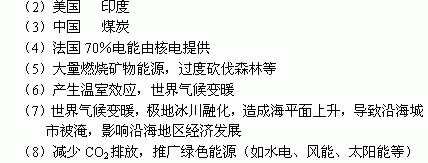 (2) 美国 印度
(3) 中国 煤炭
(4) 法国 70%电能由核电提供
(5) 大量燃烧矿物能源，过度砍伐森林等
(6) 产生温室效应，世界气候变暖
(7) 世界气候变暖，极地冰川融化，造成海平面上升，导致沿海城
市被淹，影响沿海地区经济发展
(8) 减少 CO₂排放，推广绿色能源（如水电、风能、太阳能等）